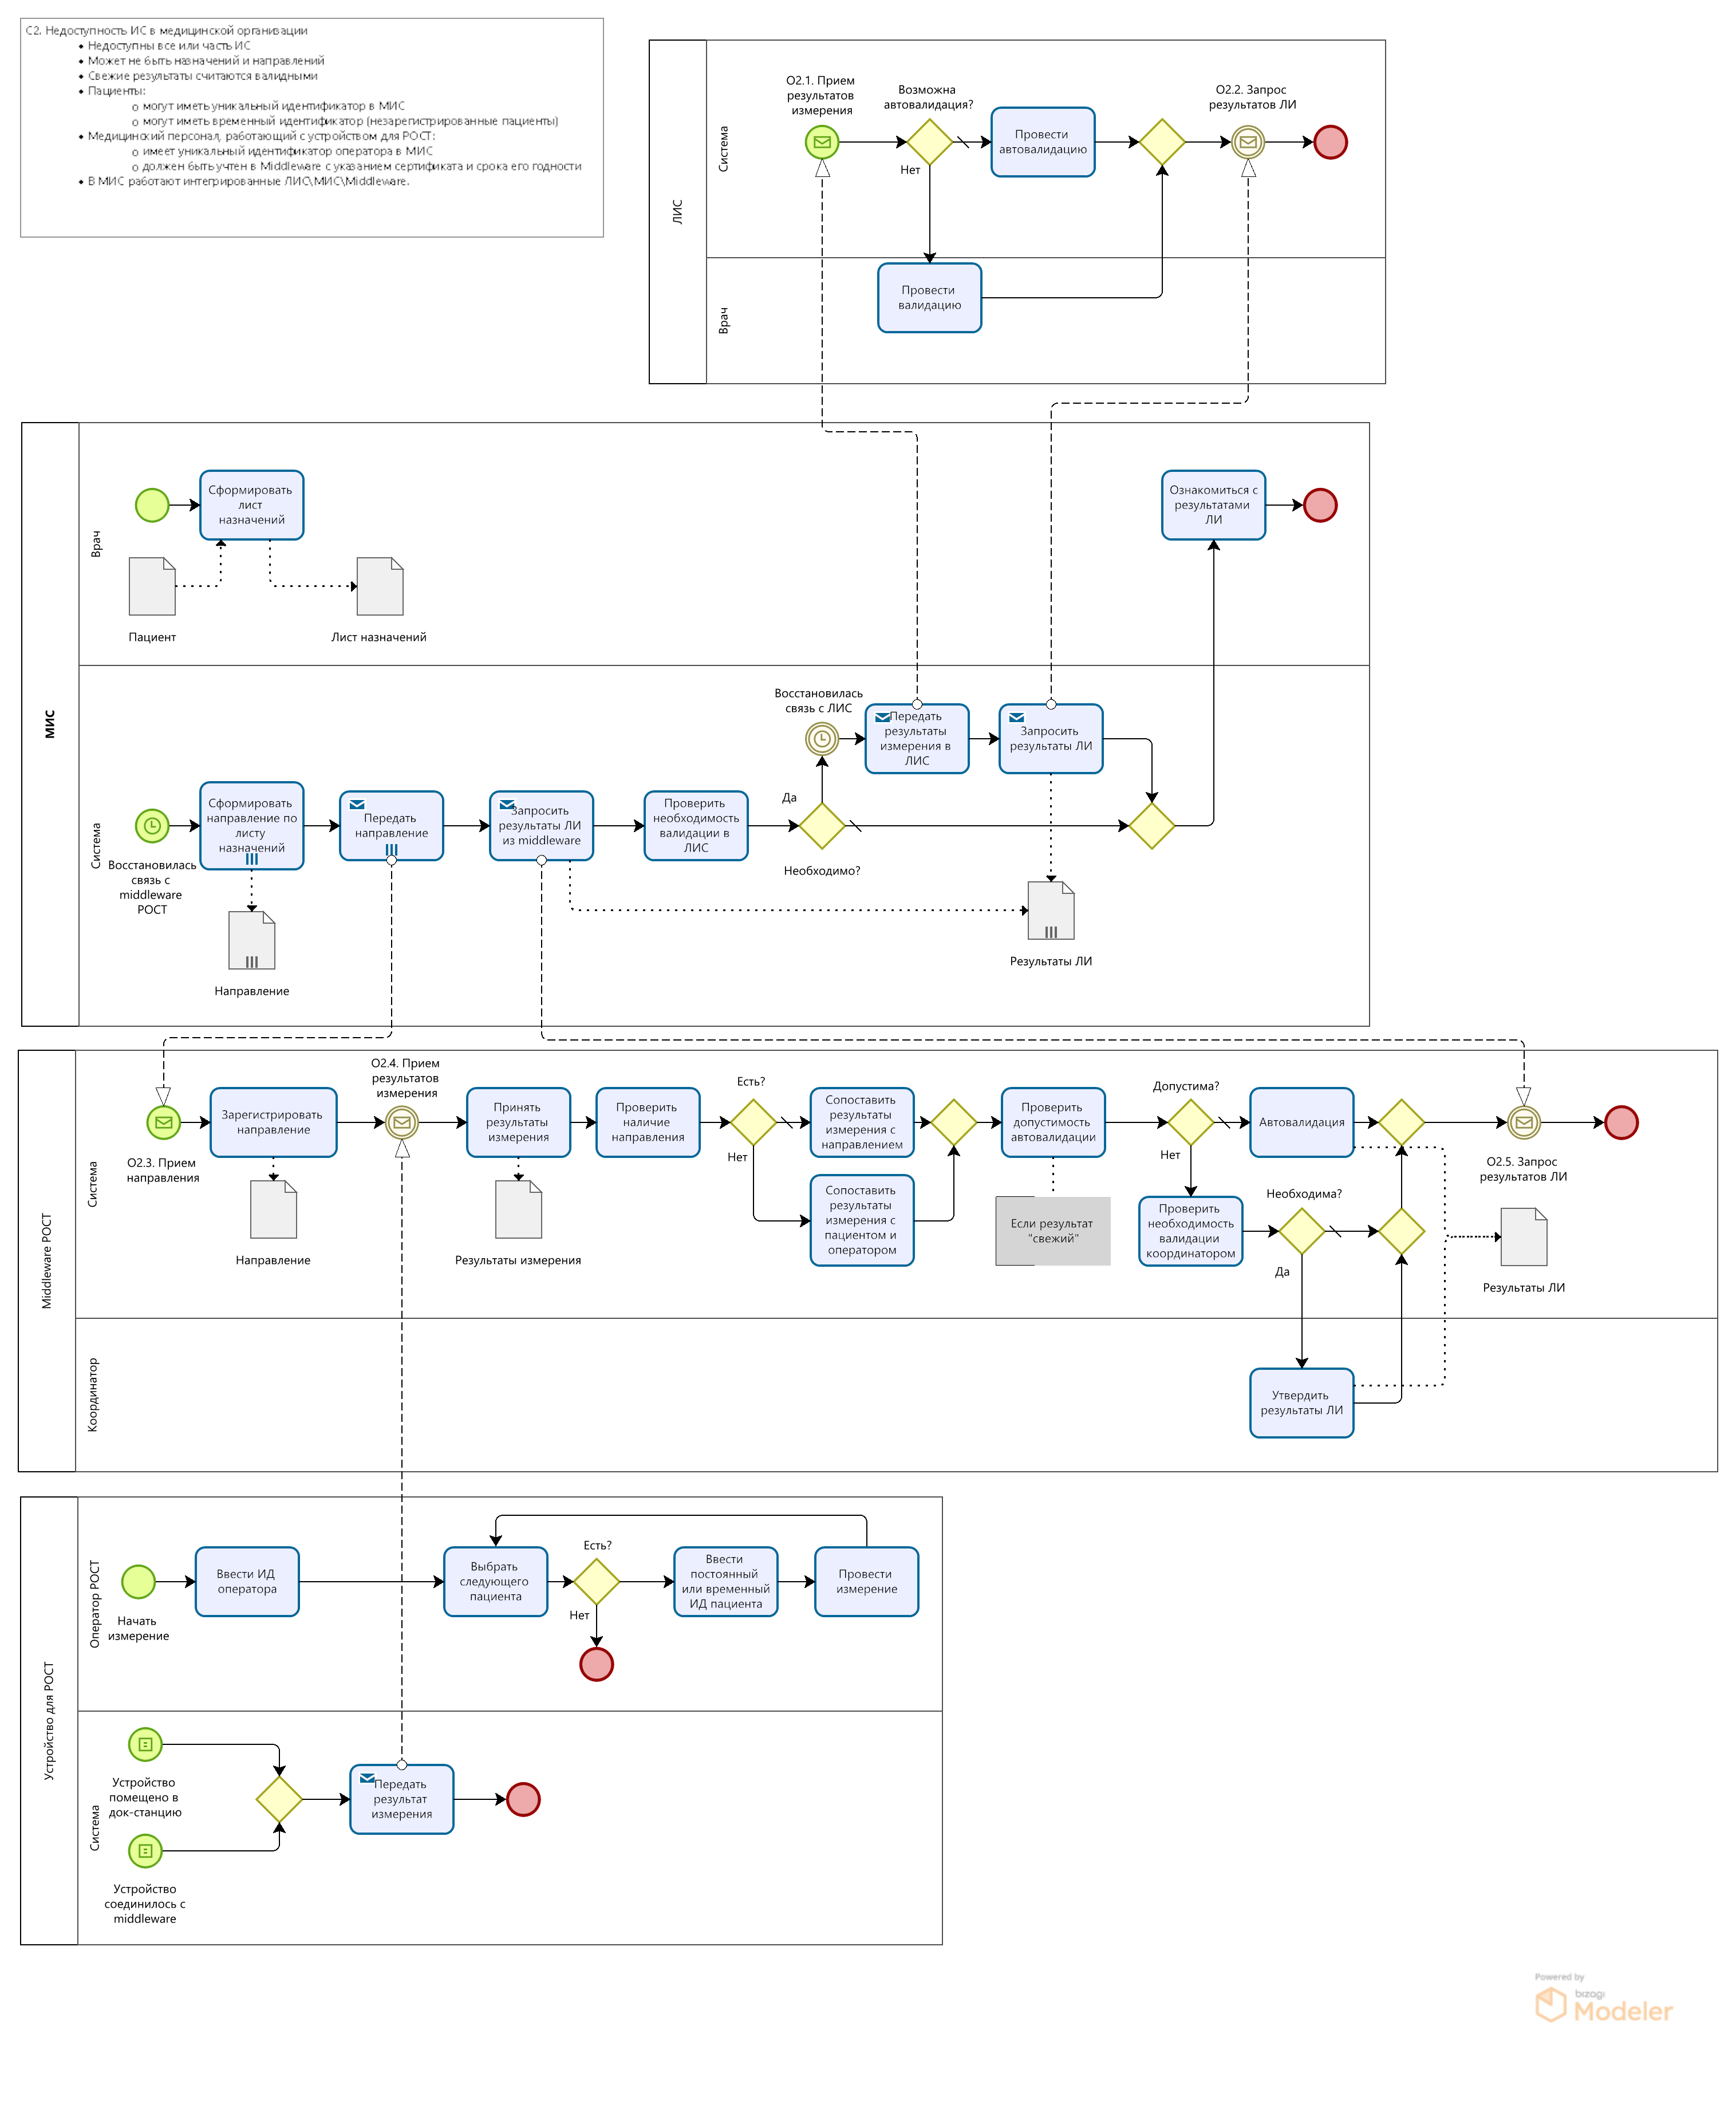 С2. Недоступность ИС в медицинской организации
• Недоступны все или часть ИС
• Может не быть назначений и направлений
• Свежие результаты считаются валидными
• Пациенты:
o могут иметь уникальный идентификатор в МИС
o могут иметь временный идентификатор (незарегистрированные пациенты)
• Медицинский персонал, работающий с устройством для РОСТ:
o имеет уникальный идентификатор оператора в МИС
o должен быть учтен в Middleware с указанием сертификата и срока его годности
• В МИС работают интегрированные ЛИС\МИС\Middleware.
ЛИС
Система
О2.1. Прием
результатов
измерения
Возможна
автовалидация?
Нет
Провести
автовалидацию
О2.2. Запрос
результатов ЛИ
Врач
Провести
валидацию
МИС
Врач
Сформировать
лист
назначений
Пациент
Лист назначений
Ознакомиться с
результатами
ЛИ
Система
Восстановилась
связь с
middleware
РОСТ
Сформировать
направление по
листу
назначений
Направление
Передать
направление
Запросить
результаты ЛИ
из middleware
Проверить
необходимость
валидации в
ЛИС
Да
Необходимо?
Восстановилась
связь с ЛИС
Передать
результаты
измерения в
ЛИС
Запросить
результаты ЛИ
Результаты ЛИ
Middleware РОСТ
Система
О2.3. Прием
направления
Зарегистрировать
направление
Направление
О2.4. Прием
результатов
измерения
Принять
результаты
измерения
Результаты измерения
Проверить
наличие
направления
Есть?
Нет
Сопоставить
результаты
измерения с
направлением
Сопоставить
результаты
измерения с
пациентом и
оператором
Проверить
допустимость
автовалидации
Если результат
"свежий"
Допустима?
Нет
Автовалидация
Проверить
необходимость
валидации
координатором
Необходима?
Да
О2.5. Запрос
результатов ЛИ
Результаты ЛИ
Координатор
Утвердить
результаты ЛИ
Устройство для РОСТ
Оператор РОСТ
Начать
измерение
Ввести ИД
оператора
Выбрать
следующего
пациента
Есть?
Нет
Ввести
постоянный
или временный
ИД пациента
Провести
измерение
Система
Устройство
помещено в
док-станцию
Устройство
соединилось с
middleware
Передать
результат
измерения
Powered by
bizagi
Modeler